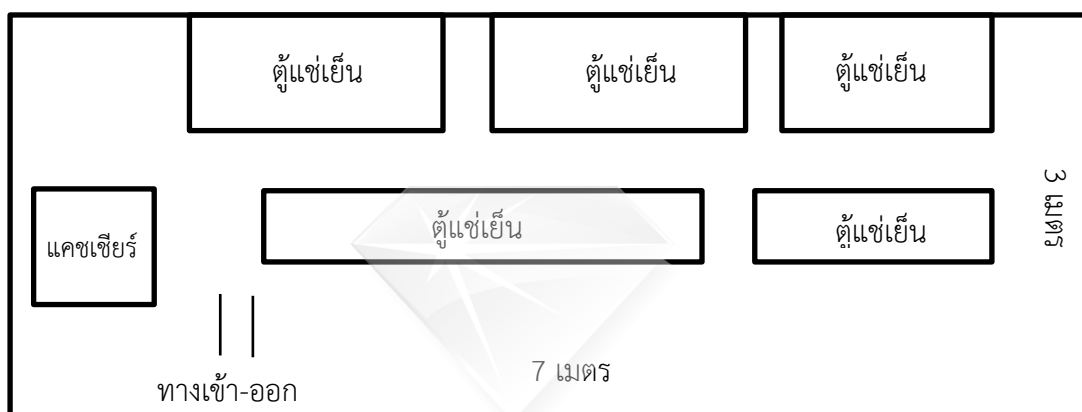 ตู้แช่เย็น
ตู้แช่เย็น
ตู้แช่เย็น
3 เมตร
แคชเชียร์
ตู้แช่เย็น
ตู้แช่เย็น
7 เมตร
ทางเข้า-ออก